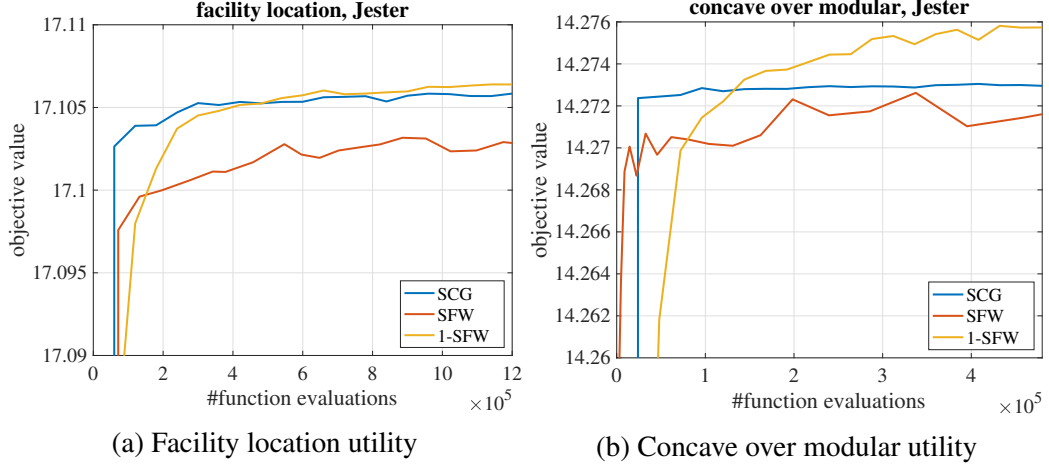 facility location, Jester
17.11
17.105
17.1
17.095
17.09
objective value
0 2 4 6 8 10 12
#function evaluations
×10^5
SCG
SFW
1-SFW
(a) Facility location utility
concave over modular, Jester
14.276
14.274
14.272
14.27
14.268
14.266
14.264
14.262
14.26
objective value
0 1 2 3 4
#function evaluations
×10^5
SCG
SFW
1-SFW
(b) Concave over modular utility